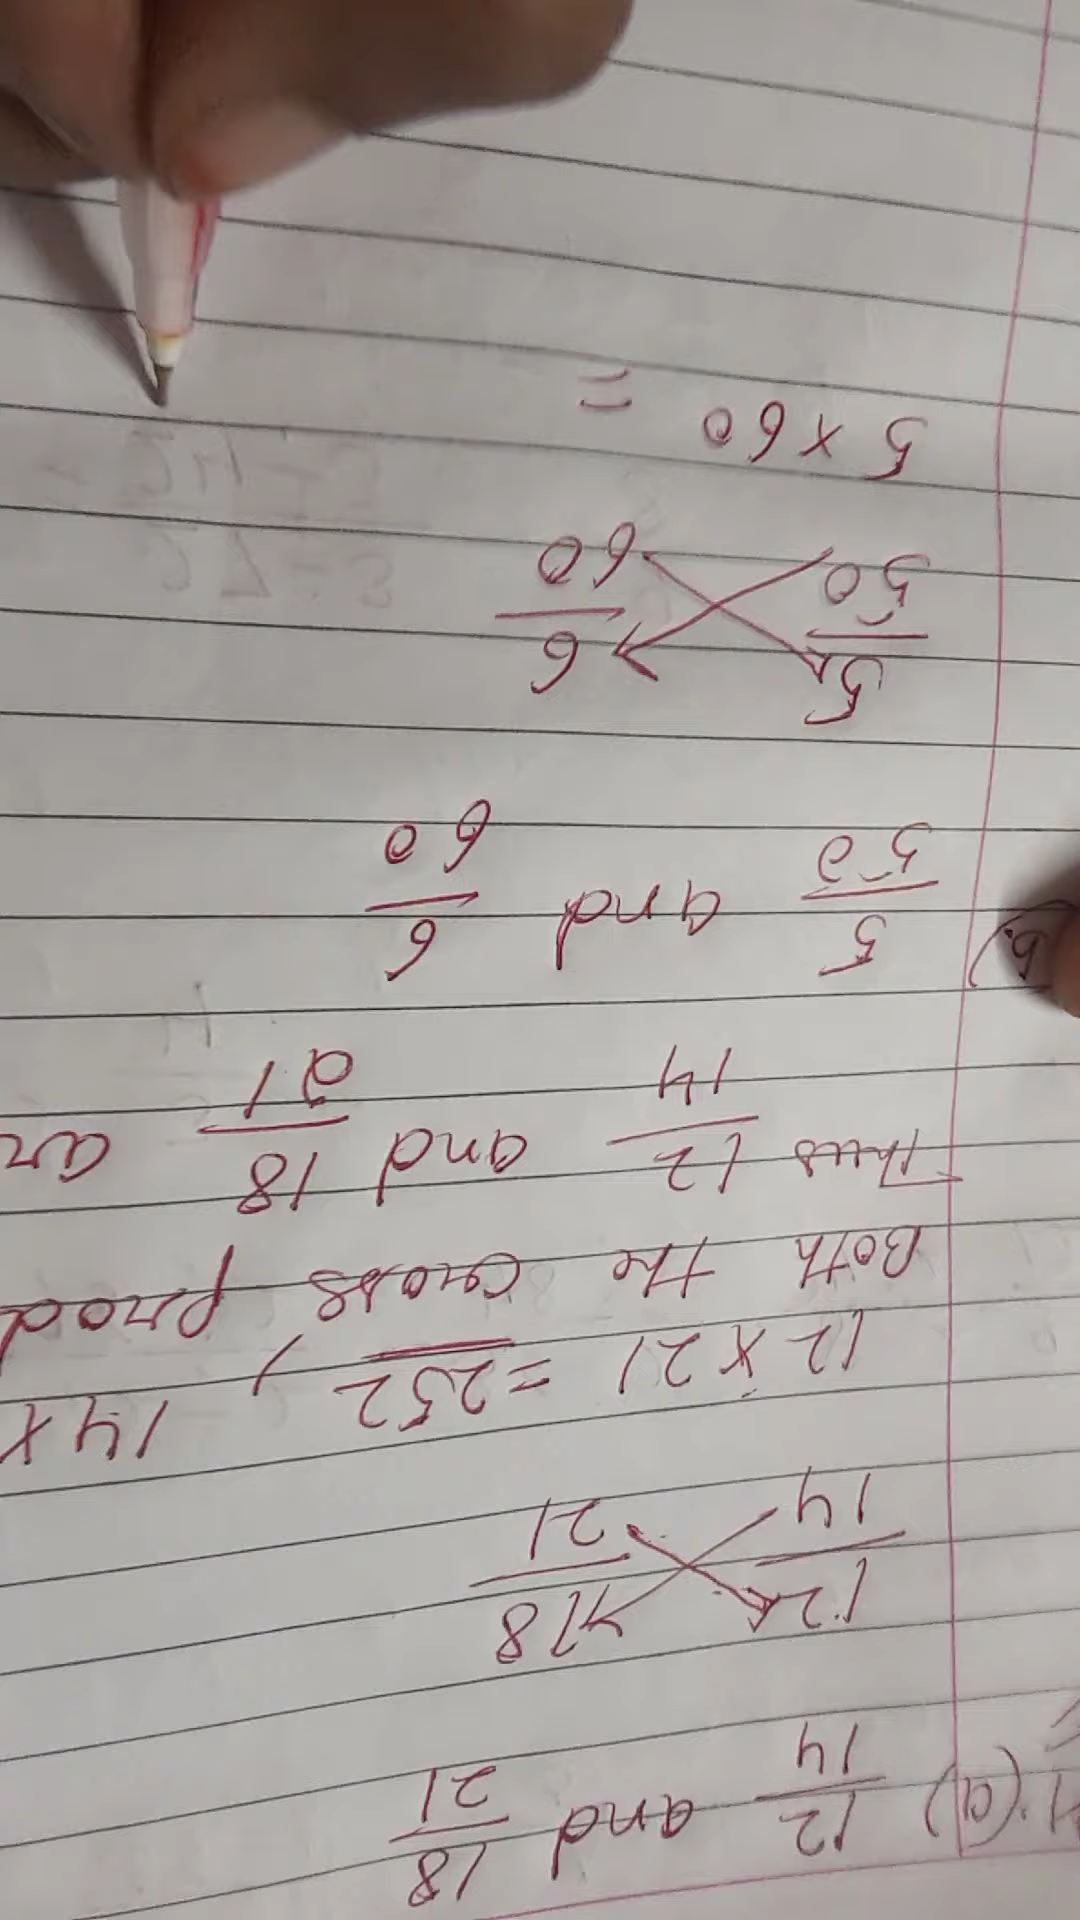 1. (a) 12/14 and 18/21
12/14 18/21
12 x 21 = 252, 14 x
Both the cross prod
Thus 12/14 and 18/21 ar
b.) 5/50 and 6/60
5/50 6/60
5 x 60 =